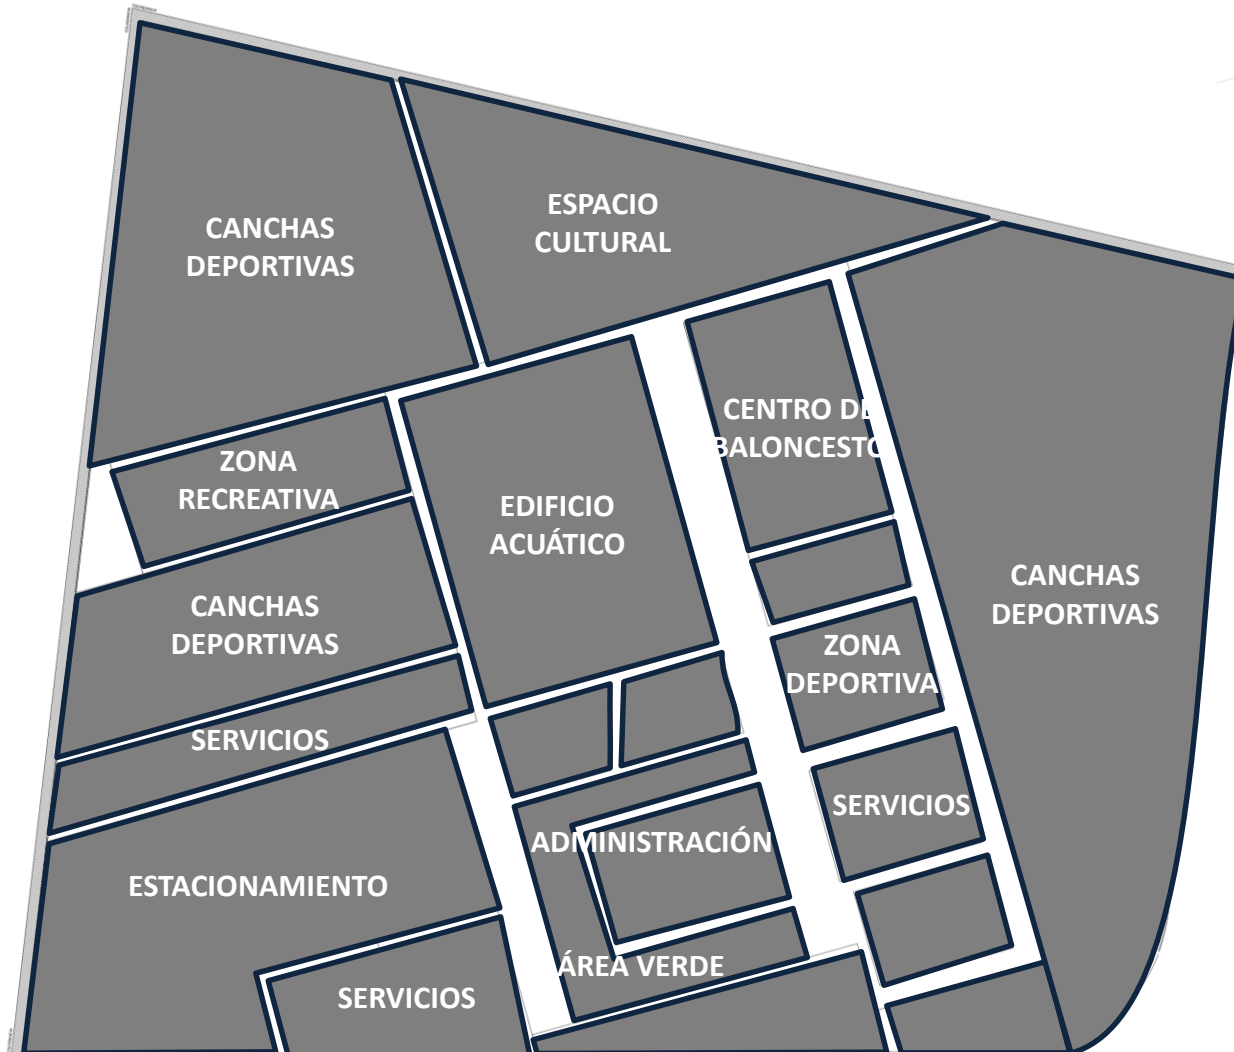 CANCHAS
DEPORTIVAS
ESPACIO
CULTURAL
CENTRO DE
BALONCESTO
ZONA
RECREATIVA
EDIFICIO
ACUÁTICO
CANCHAS
DEPORTIVAS
CANCHAS
DEPORTIVAS
ZONA
DEPORTIVA
SERVICIOS
SERVICIOS
ADMINISTRACIÓN
ESTACIONAMIENTO
ÁREA VERDE
SERVICIOS